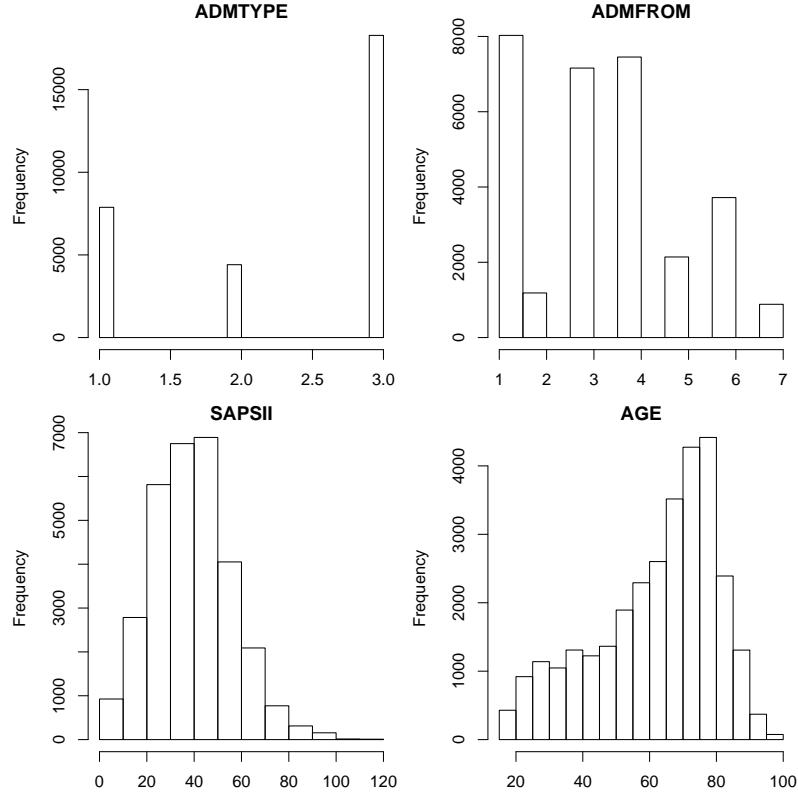 ADMTYPE
Frequency
0 5000 10000 15000
1.0 1.5 2.0 2.5 3.0
ADMFROM
Frequency
0 2000 4000 6000 8000
1 2 3 4 5 6 7
SAPSII
Frequency
0 1000 3000 5000 7000
0 20 40 60 80 100 120
AGE
Frequency
0 1000 2000 3000 4000
20 40 60 80 100